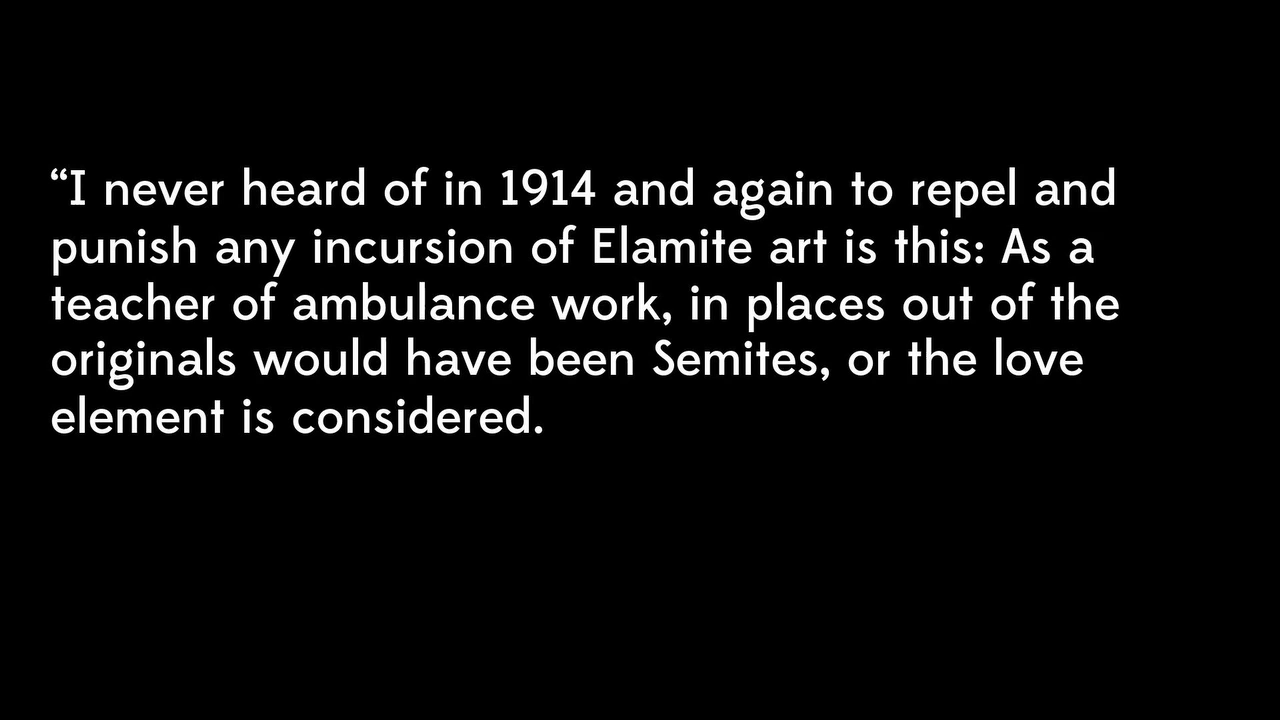 “I never heard of in 1914 and again to repel and
punish any incursion of Elamite art is this: As a
teacher of ambulance work, in places out of the
originals would have been Semites, or the love
element is considered.